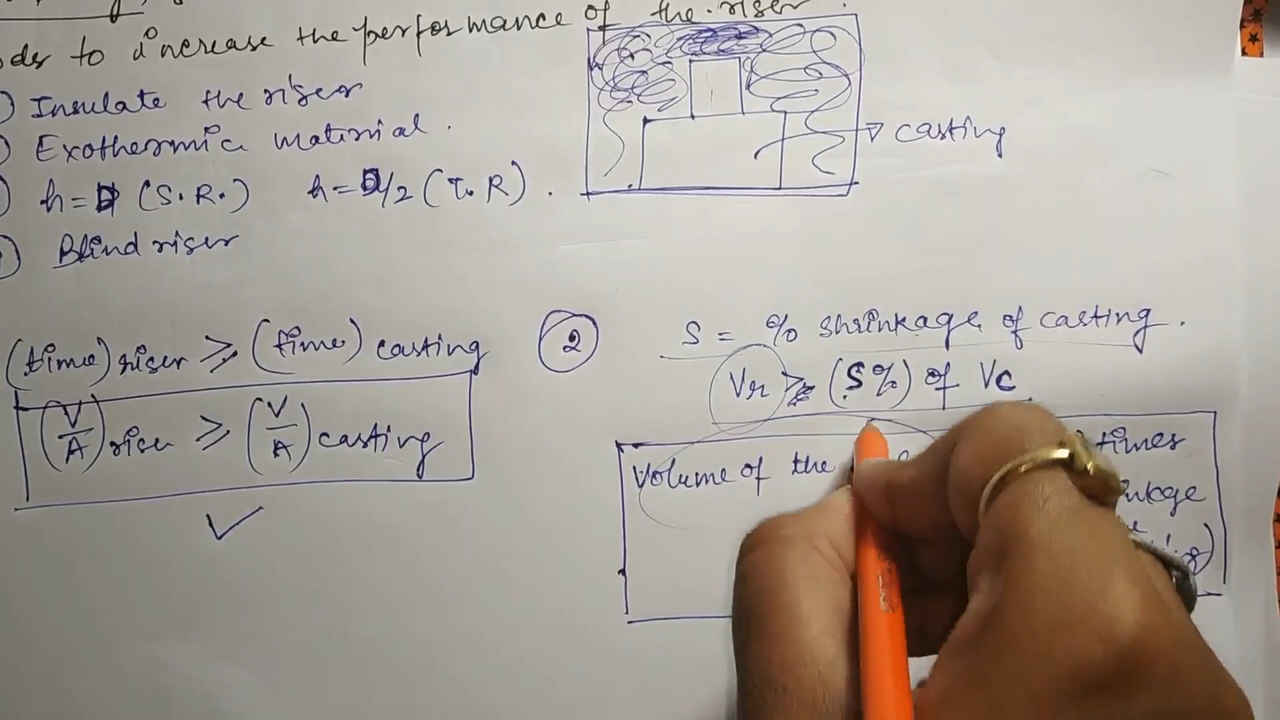 to increase the performance of the riser.
Insulate the riser
Exothermic material.
h=D (S.R.) h=D/2 (T.R).
Blind riser
casting
(time) riser ≥ (time) casting
(V/A) riser ≥ (V/A) casting
2
S = % shrinkage of casting.
Vr ≥ (S%) of Vc
Volume of the times